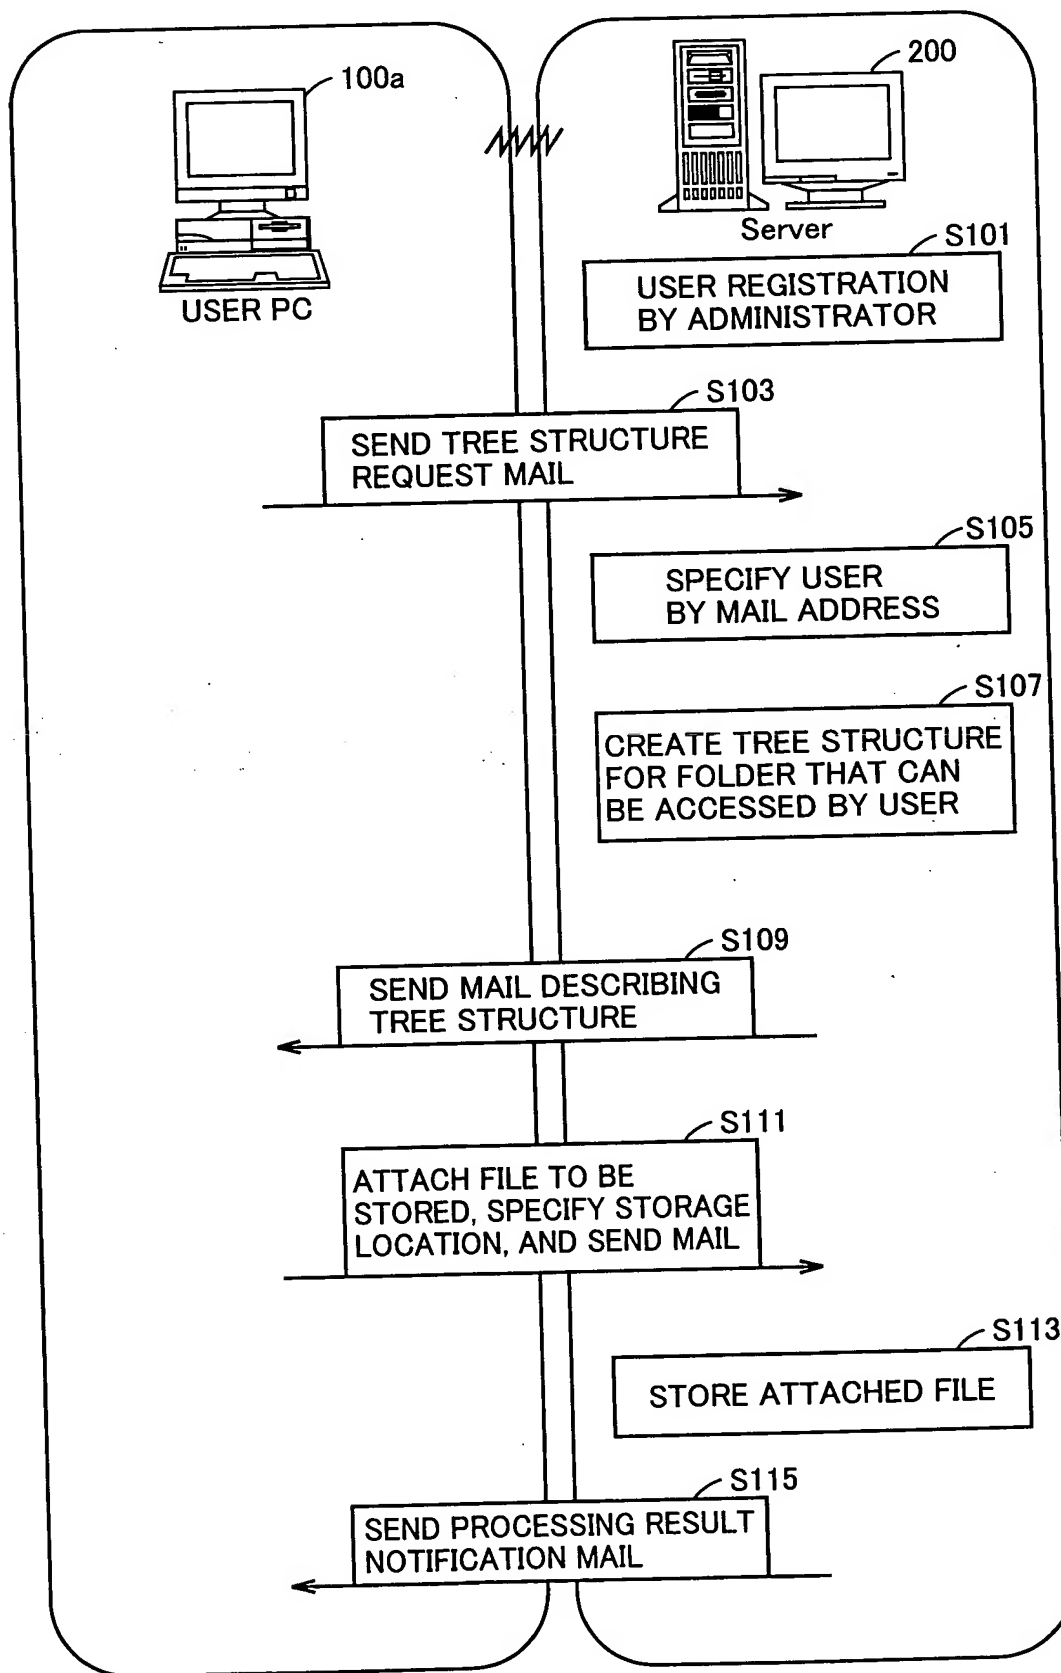 100a
200
USER PC
Server
S101
USER REGISTRATION
BY ADMINISTRATOR
S103
SEND TREE STRUCTURE
REQUEST MAIL
S105
SPECIFY USER
BY MAIL ADDRESS
S107
CREATE TREE STRUCTURE
FOR FOLDER THAT CAN
BE ACCESSED BY USER
S109
SEND MAIL DESCRIBING
TREE STRUCTURE
S111
ATTACH FILE TO BE
STORED, SPECIFY STORAGE
LOCATION, AND SEND MAIL
S113
STORE ATTACHED FILE
S115
SEND PROCESSING RESULT
NOTIFICATION MAIL